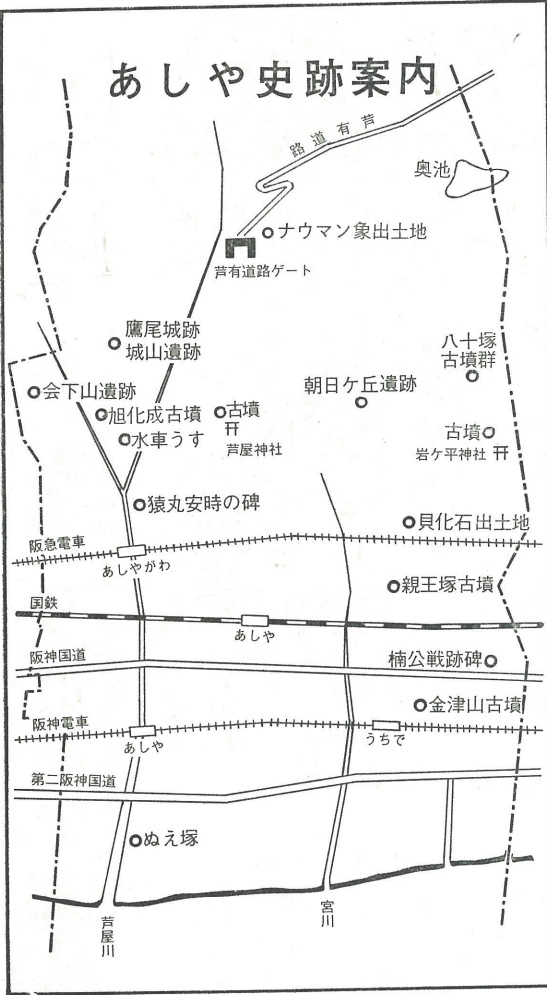 あしや史跡案内
路道有芦
奥池
ナウマン象出土地
芦有道路ゲート
鷹尾城跡
城山遺跡
八十塚
古墳群
会下山遺跡
朝日ケ丘遺跡
旭化成古墳
古墳
水車うす
芦屋神社
古墳
岩ケ平神社
猿丸安時の碑
貝化石出土地
阪急電車
あしやがわ
親王塚古墳
国鉄
あしや
阪神国道
楠公戦跡碑
金津山古墳
阪神電車
あしや
うちで
第二阪神国道
ぬえ塚
芦屋川
宮川